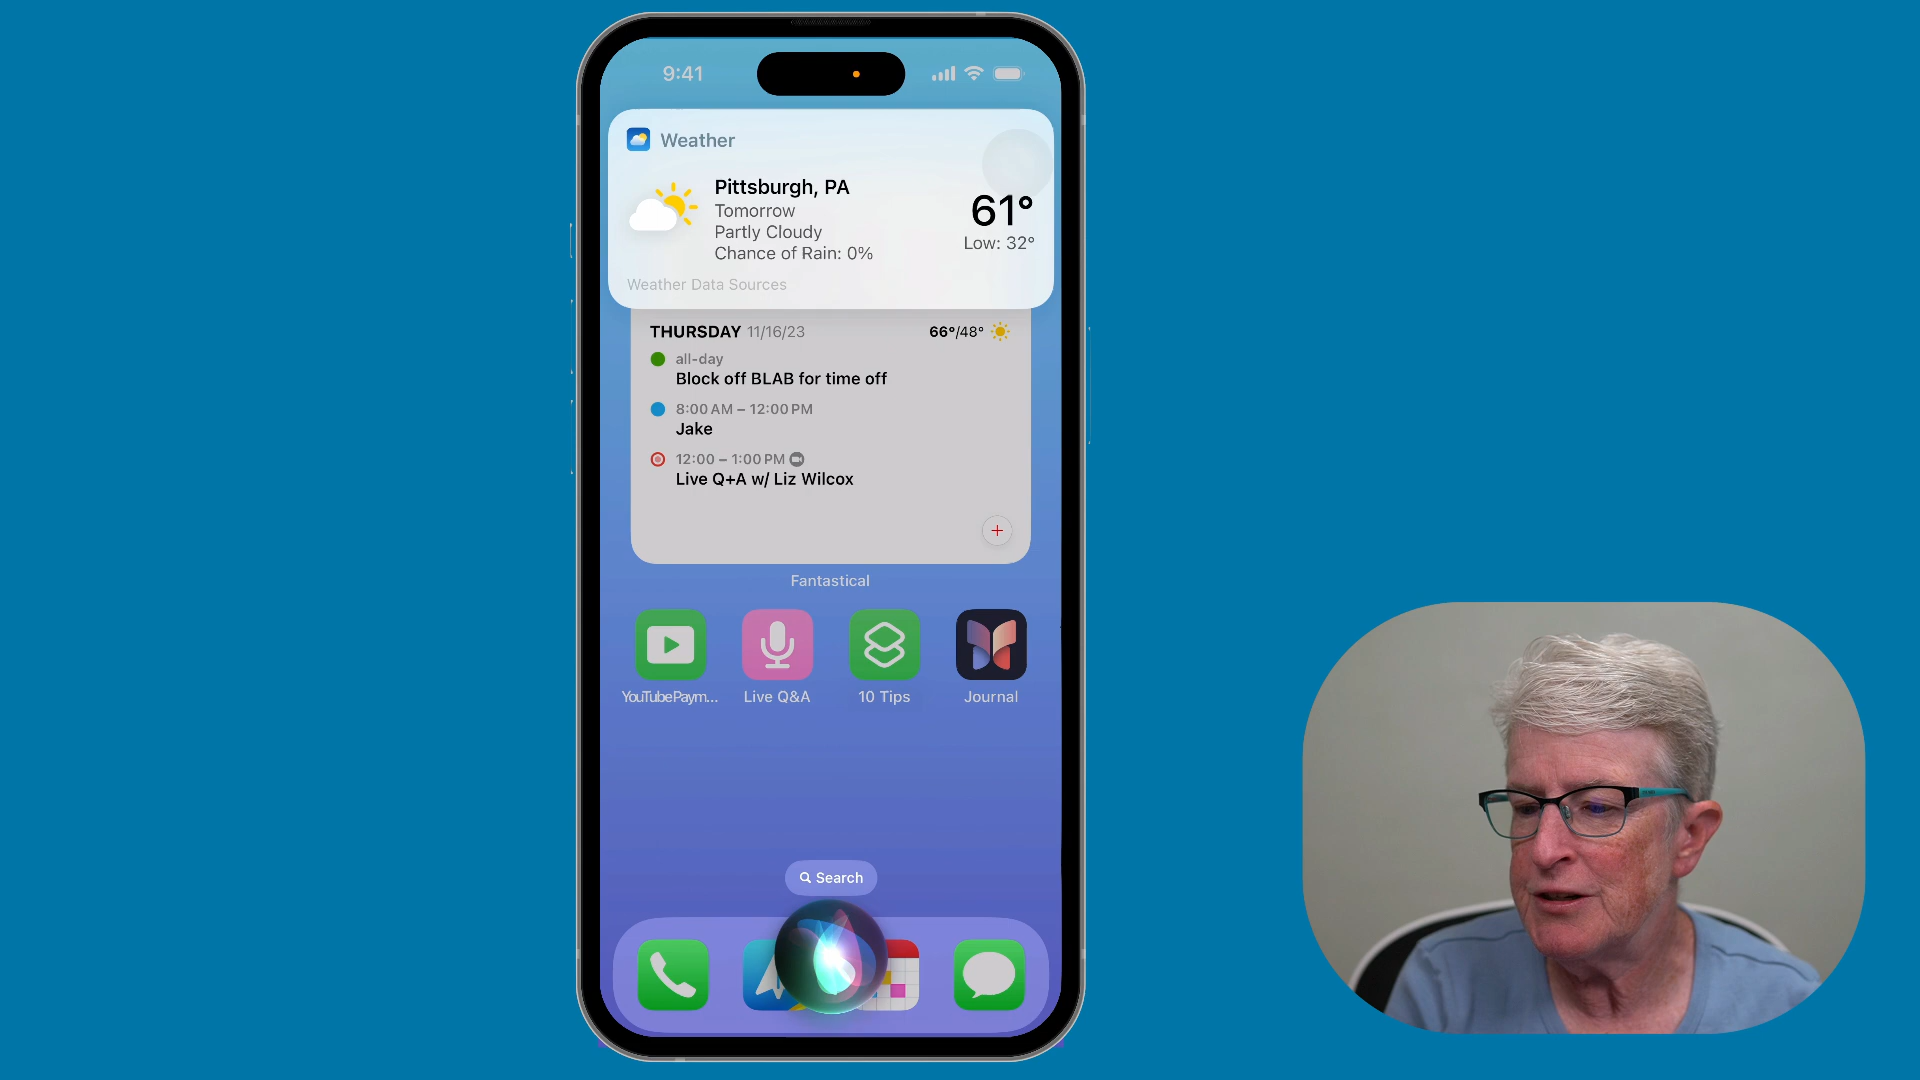 9:41
Weather
Pittsburgh, PA
Tomorrow
Partly Cloudy
Chance of Rain: 0%
61°
Low: 32°
Weather Data Sources
THURSDAY 11/16/23
66°/48°
all-day
Block off BLAB for time off
8:00 AM – 12:00 PM
Jake
12:00 – 1:00 PM
Live Q+A w/ Liz Wilcox
Fantastical
YouTubePaym...
Live Q&A
10 Tips
Journal
Search